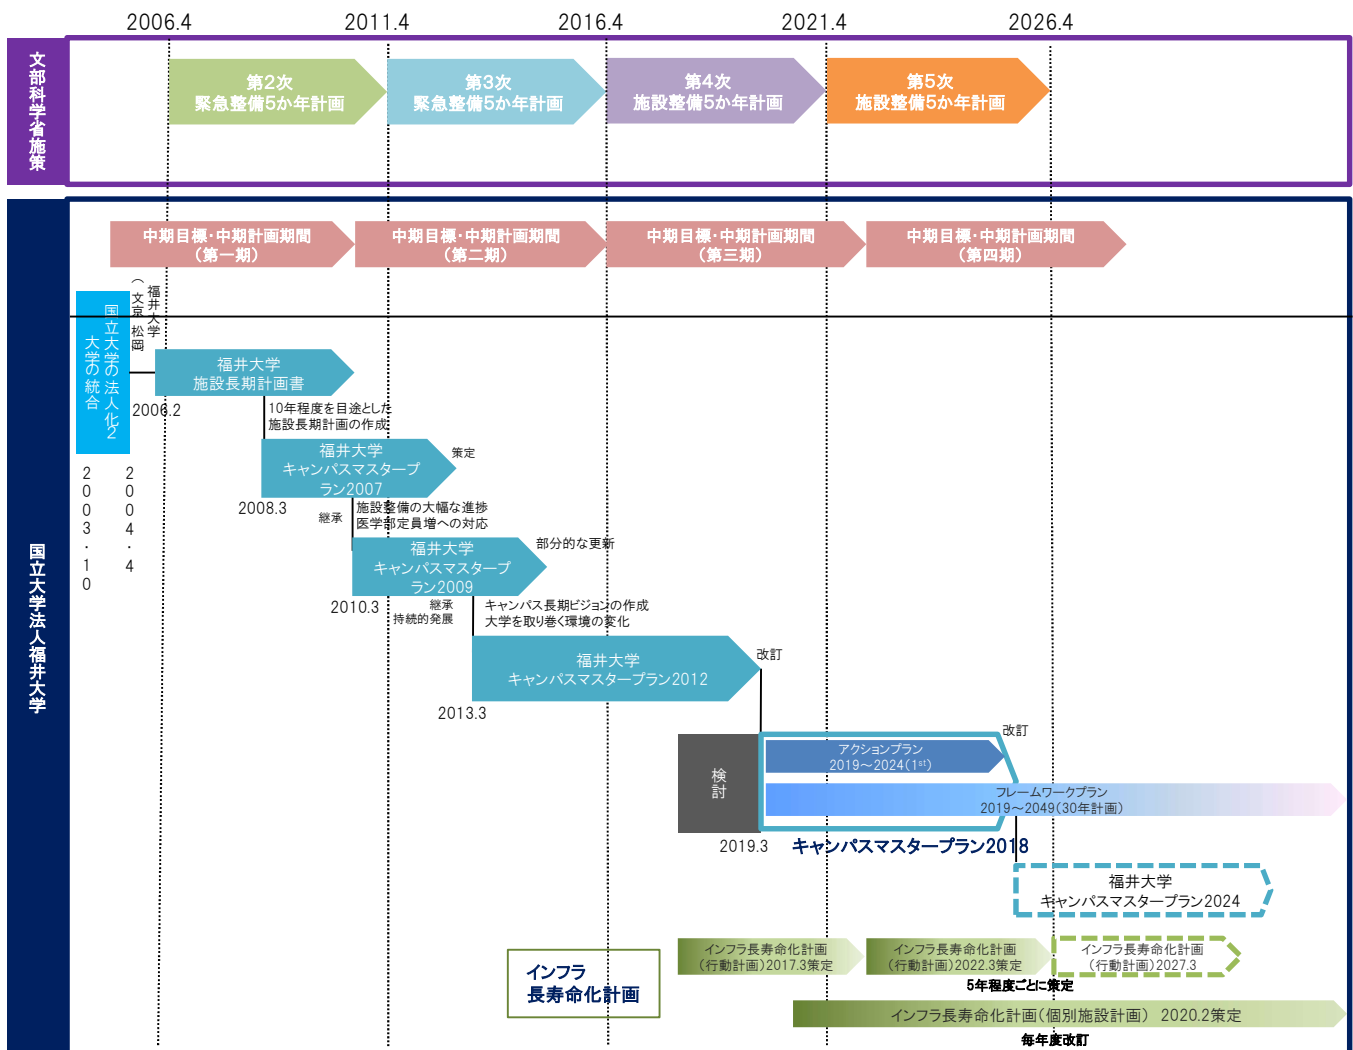 2006.4
2011.4
2016.4
2021.4
2026.4
文部科学省施策
第2次
緊急整備5か年計画
第3次
緊急整備5か年計画
第4次
施設整備5か年計画
第5次
施設整備5か年計画
国立大学法人福井大学
中期目標・中期計画期間
(第一期)
中期目標・中期計画期間
(第二期)
中期目標・中期計画期間
(第三期)
中期目標・中期計画期間
(第四期)
国立大学の法人化2
大学の統合
福井大学
(文京 松岡
2004.4
2003.10
福井大学
施設長期計画書
2006.2
10年程度を目途とした
施設長期計画の作成
福井大学
キャンパスマスタープ
ラン2007
策定
2008.3
継承
施設整備の大幅な進捗
医学部定員増への対応
福井大学
キャンパスマスタープ
ラン2009
部分的な更新
2010.3
継承
持続的発展
キャンパス長期ビジョンの作成
大学を取り巻く環境の変化
福井大学
キャンパスマスタープラン2012
改訂
2013.3
検討
アクションプラン
2019~2024(1st)
改訂
フレームワークプラン
2019~2049(30年計画)
2019.3
キャンパスマスタープラン2018
福井大学
キャンパスマスタープラン2024
インフラ
長寿命化計画
インフラ長寿命化計画
(行動計画)2017.3策定
インフラ長寿命化計画
(行動計画)2022.3策定
インフラ長寿命化計画
(行動計画)2027.3
5年程度ごとに策定
インフラ長寿命化計画(個別施設計画) 2020.2策定
毎年度改訂